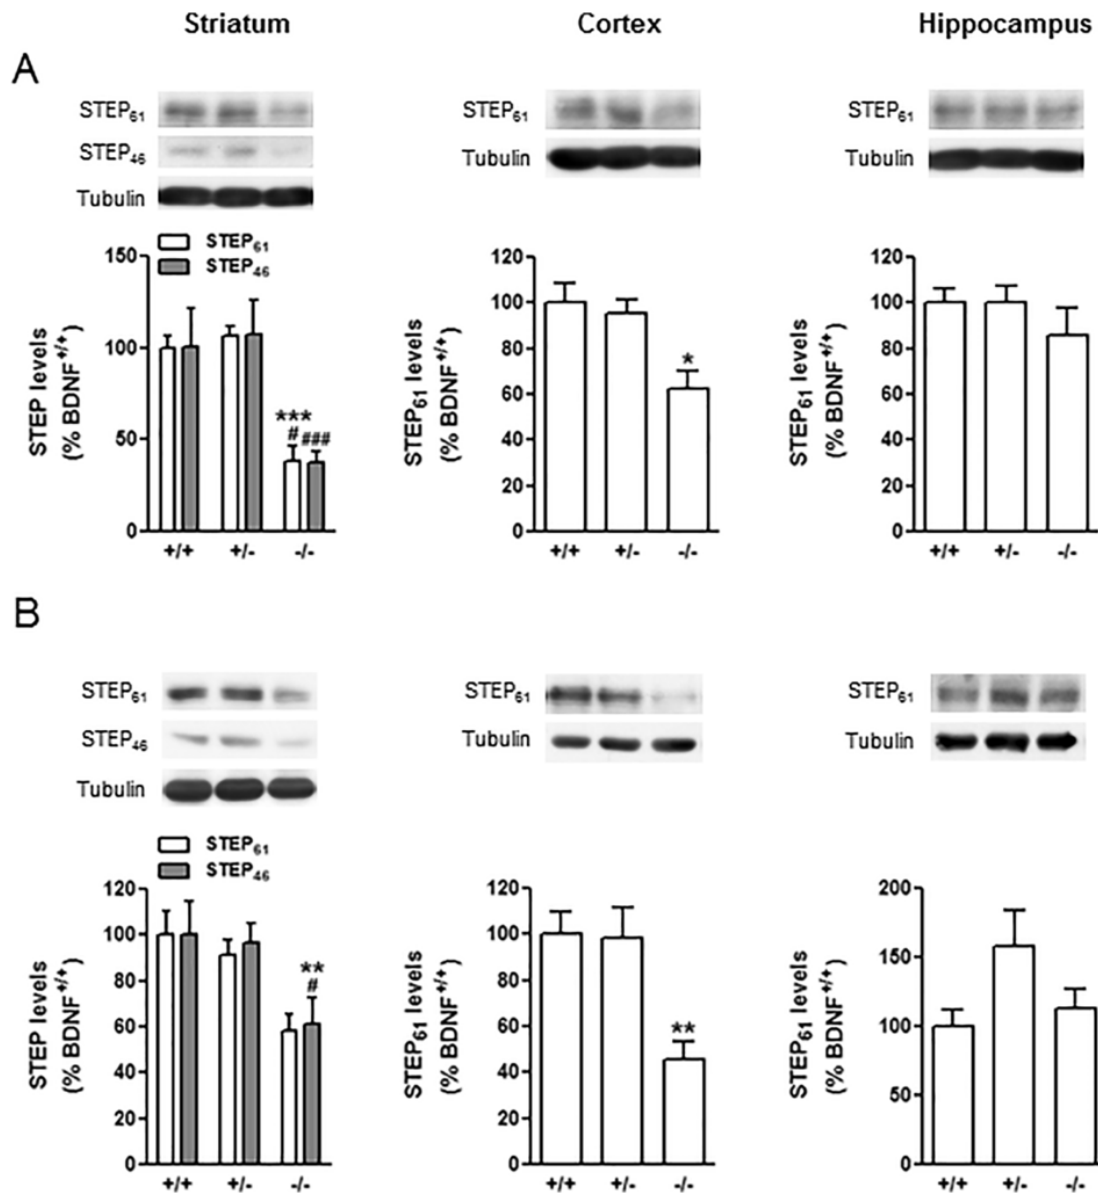 Striatum Cortex Hippocampus
A
STEP61 STEP61 STEP61
STEP46 Tubulin Tubulin
Tubulin
STEP61
STEP46
150
100
50
0
STEP levels
(% BDNF+/+)
***
# ###
+/+ +/- -/-
120
100
80
60
40
20
0
STEP61 levels
(% BDNF+/+)
*
+/+ +/- -/-
120
100
80
60
40
20
0
STEP61 levels
(% BDNF+/+)
+/+ +/- -/-
B
STEP61 STEP61 STEP61
STEP46 Tubulin Tubulin
Tubulin
STEP61
STEP46
120
100
80
60
40
20
0
STEP levels
(% BDNF+/+)
**
#
+/+ +/- -/-
120
100
80
60
40
20
0
STEP61 levels
(% BDNF+/+)
**
+/+ +/- -/-
200
150
100
50
0
STEP61 levels
(% BDNF+/+)
+/+ +/- -/-